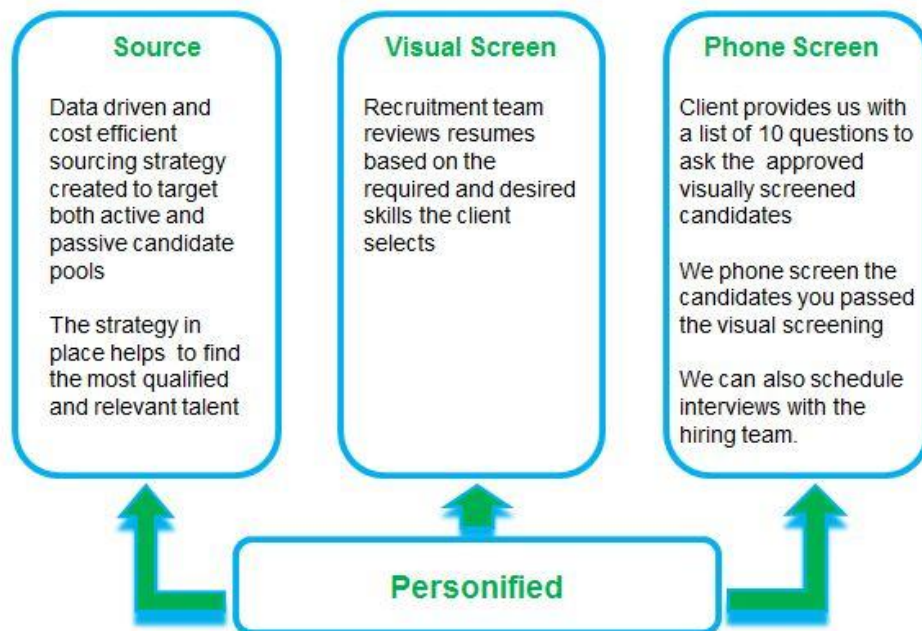 Source
Data driven and
cost efficient
sourcing strategy
created to target
both active and
passive candidate
pools
The strategy in
place helps to find
the most qualified
and relevant talent
Visual Screen
Recruitment team
reviews resumes
based on the
required and desired
skills the client
selects
Phone Screen
Client provides us with
a list of 10 questions to
ask the approved
visually screened
candidates
We phone screen the
candidates you passed
the visual screening
We can also schedule
interviews with the
hiring team.
Personified